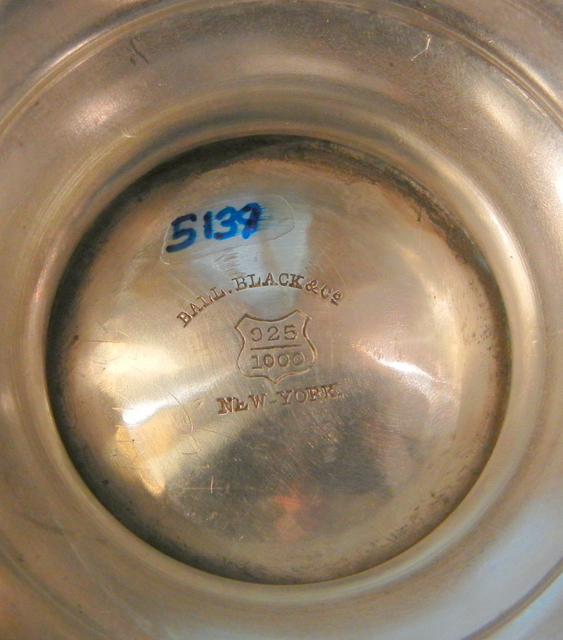 5139
BALL, BLACK & Co.
925
1000
NEW-YORK.